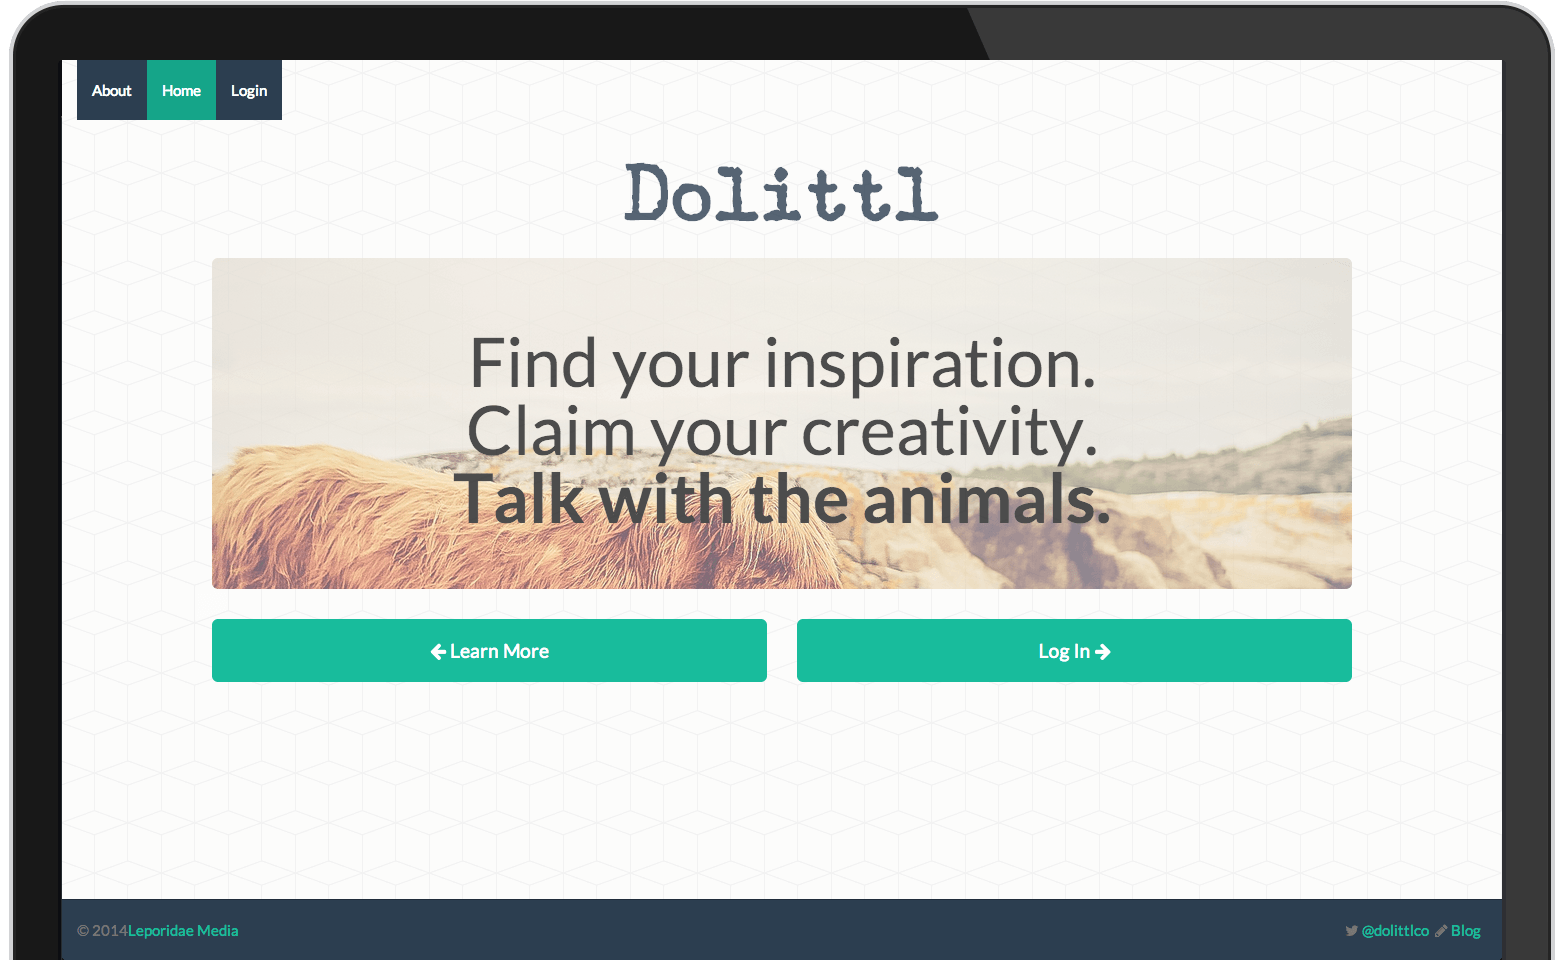 About Home Login
Dolittl
Find your inspiration.
Claim your creativity.
Talk with the animals.
Learn More
Log In
© 2014Leporidae Media
@dolittlco Blog